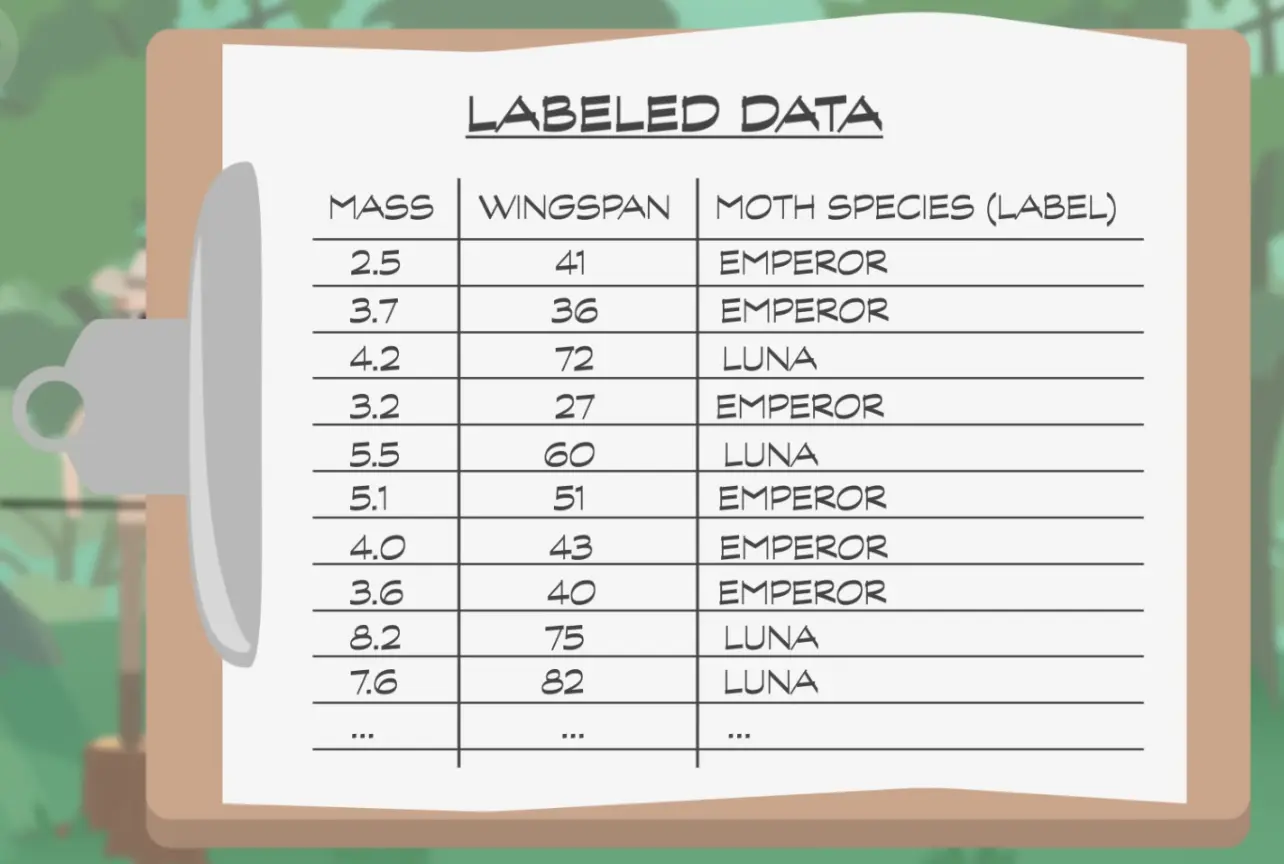 LABELED DATA
MASS WINGSPAN MOTH SPECIES (LABEL)
2.5 41 EMPEROR
3.7 36 EMPEROR
4.2 72 LUNA
3.2 27 EMPEROR
5.5 60 LUNA
5.1 51 EMPEROR
4.0 43 EMPEROR
3.6 40 EMPEROR
8.2 75 LUNA
7.6 82 LUNA
... ... ...